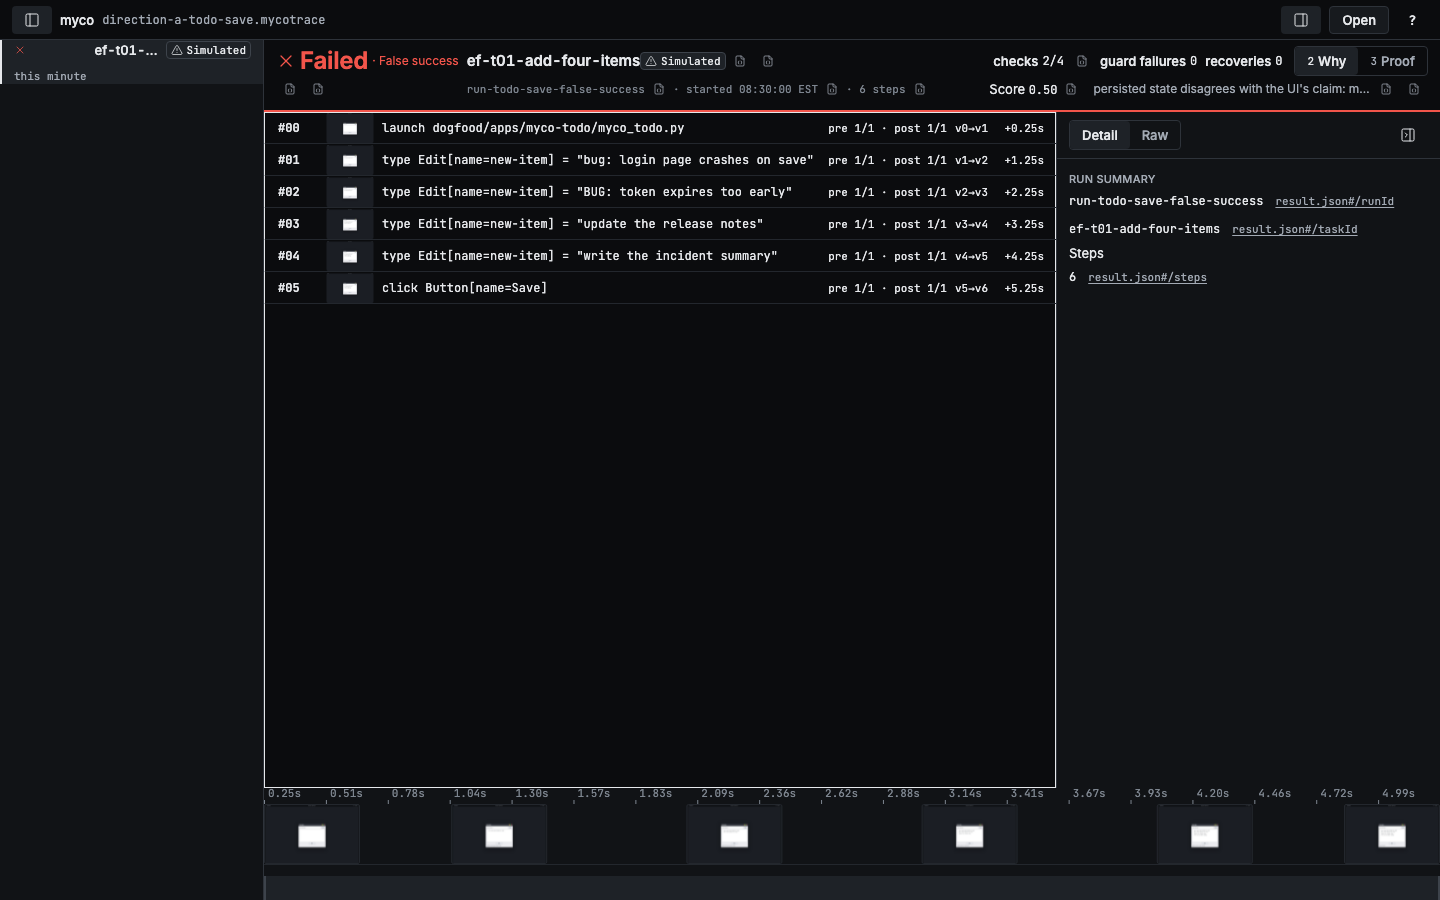 myco direction-a-todo-save.mycotrace Open ?
ef-t01-... Simulated
this minute
Failed · False success ef-t01-add-four-items Simulated checks 2/4 guard failures 0 recoveries 0 2 Why 3 Proof
run-todo-save-false-success · started 08:30:00 EST · 6 steps Score 0.50 persisted state disagrees with the UI's claim: m...
#00 launch dogfood/apps/myco-todo/myco_todo.py pre 1/1 · post 1/1 v0→v1 +0.25s
#01 type Edit[name=new-item] = "bug: login page crashes on save" pre 1/1 · post 1/1 v1→v2 +1.25s
#02 type Edit[name=new-item] = "BUG: token expires too early" pre 1/1 · post 1/1 v2→v3 +2.25s
#03 type Edit[name=new-item] = "update the release notes" pre 1/1 · post 1/1 v3→v4 +3.25s
#04 type Edit[name=new-item] = "write the incident summary" pre 1/1 · post 1/1 v4→v5 +4.25s
#05 click Button[name=Save] pre 1/1 · post 1/1 v5→v6 +5.25s
Detail Raw
RUN SUMMARY
run-todo-save-false-success result.json#/runId
ef-t01-add-four-items result.json#/taskId
Steps
6 result.json#/steps
0.25s 0.51s 0.78s 1.04s 1.30s 1.57s 1.83s 2.09s 2.36s 2.62s 2.88s 3.14s 3.41s 3.67s 3.93s 4.20s 4.46s 4.72s 4.99s